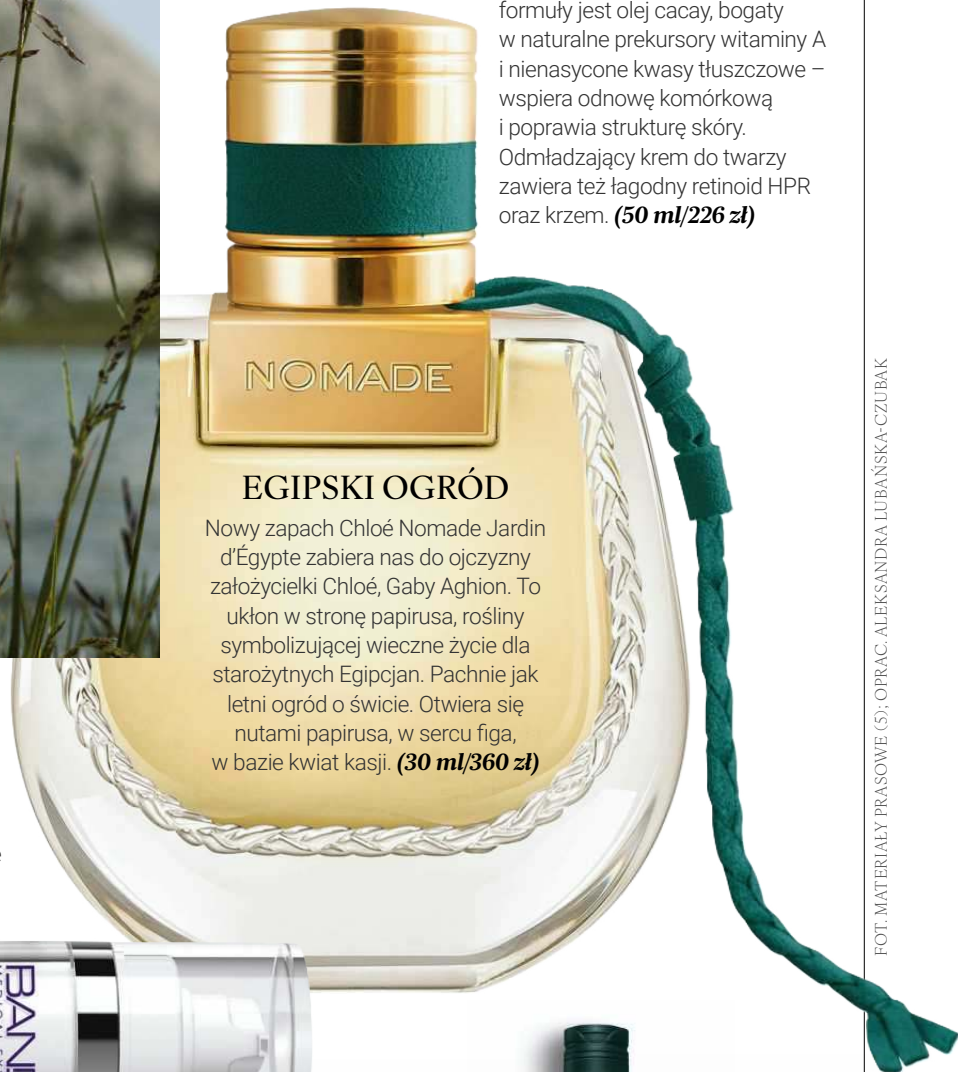 formuły jest olej cacay, bogaty
w naturalne prekursory witaminy A
i nienasycone kwasy tłuszczowe –
wspiera odnowę komórkową
i poprawia strukturę skóry.
Odmładzający krem do twarzy
zawiera też łagodny retinoid HPR
oraz krzem. (50 ml/226 zł)
NOMADE
EGIPSKI OGRÓD
Nowy zapach Chloé Nomade Jardin
d’Égypte zabiera nas do ojczyzny
założycielki Chloé, Gaby Aghion. To
ukłon w stronę papirusa, rośliny
symbolizującej wieczne życie dla
starożytnych Egipcjan. Pachnie jak
letni ogród o świcie. Otwiera się
nutami papirusa, w sercu figa,
w bazie kwiat kasji. (30 ml/360 zł)
FOT. MATERIAŁY PRASOWE (5); OPRAC. ALEKSANDRA LUBAŃSKA-CZUBAK